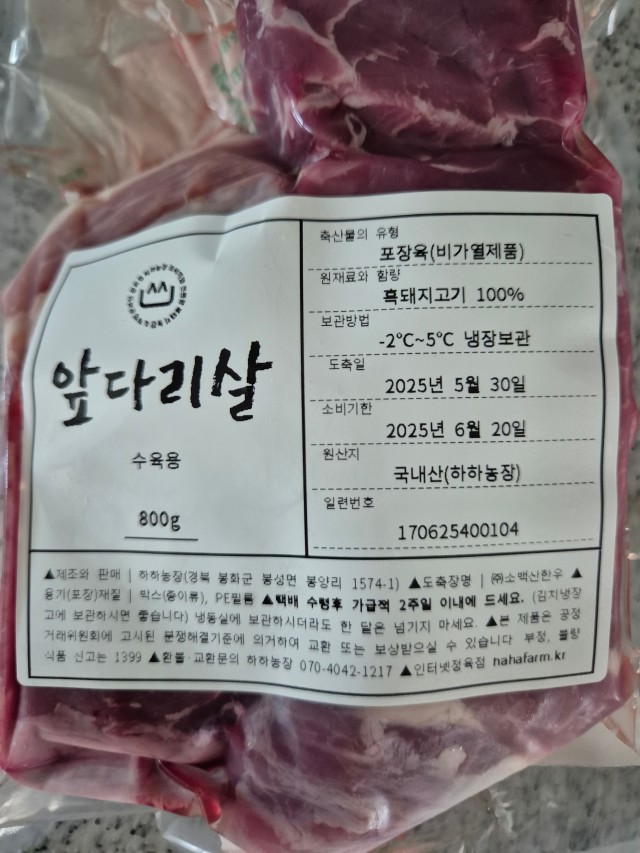 앞다리살
수육용
800g
축산물의 유형
포장육(비가열제품)
원재료와 함량
흑돼지고기 100%
보관방법
-2℃~5℃ 냉장보관
도축일
2025년 5월 30일
소비기한
2025년 6월 20일
원산지
국내산(하하농장)
일련번호
170625400104
▲제조와 판매 | 하하농장(경북 봉화군 봉성면 봉양리 1574-1) ▲도축장명 | ㈜소백산한우 ▲
용기(포장)재질 | 박스(종이류), PE필름 ▲택배 수령후 가급적 2주일 이내에 드세요. (김치냉장
고에 보관하시면 좋습니다) 냉동실에 보관하시더라도 한 달은 넘기지 마세요. ▲본 제품은 공정
거래위원회에 고시된 분쟁해결기준에 의거하여 교환 또는 보상받으실 수 있습니다 부정, 불량
식품 신고는 1399 ▲환불·교환문의 하하농장 070-4042-1217 ▲인터넷정육점 hahafarm.kr